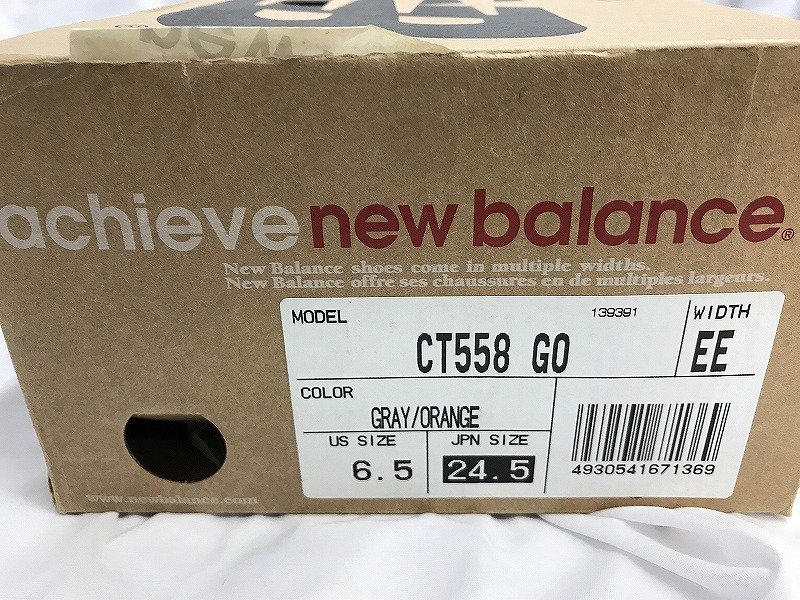 achieve new balance®
New Balance shoes come in multiple widths.
New Balance offre ses chaussures en de multiples largeurs.
MODEL 139391 WIDTH
CT558 GO EE
COLOR
GRAY/ORANGE
US SIZE JPN SIZE
6.5 24.5
4930541671369
www.newbalance.com